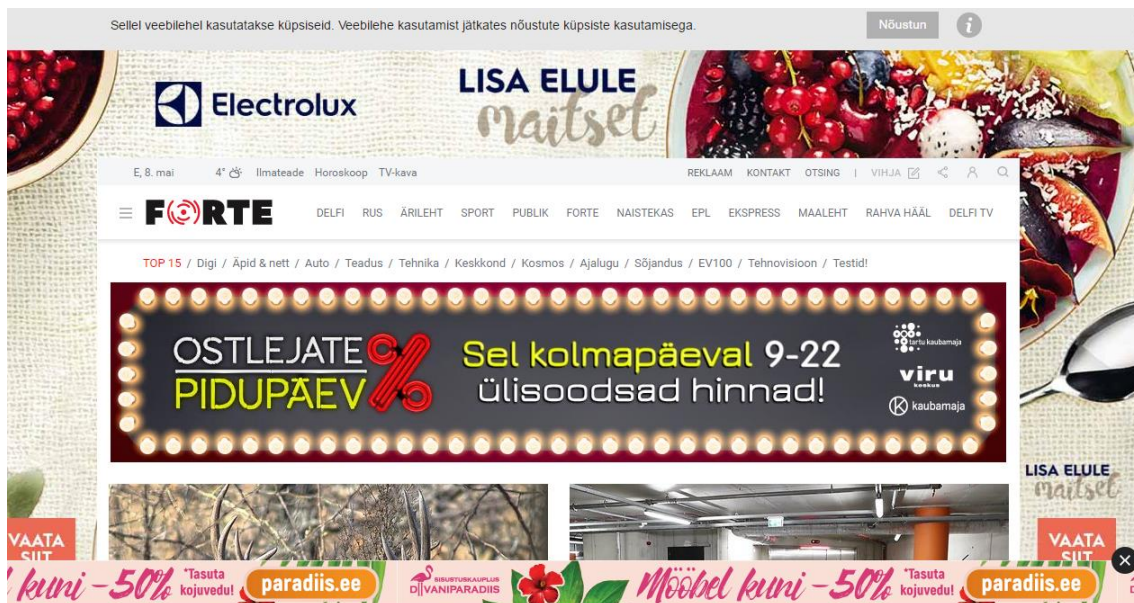 Sellel veebilehel kasutatakse küpsiseid. Veebilehe kasutamist jätkates nõustute küpsiste kasutamisega.
Nõustun
i
Electrolux
LISA ELULE
maitset
E, 8. mai 4° Ilmateade Horoskoop TV-kava
REKLAAM KONTAKT OTSING | VIHJA
FORTE
DELFI RUS ÄRILEHT SPORT PUBLIK FORTE NAISTEKAS EPL EKSPRESS MAALEHT RAHVA HÄÄL DELFI TV
TOP 15 / Digi / Äpid & nett / Auto / Teadus / Tehnika / Keskkond / Kosmos / Ajalugu / Sõjandus / EV100 / Tehnovisioon / Testid!
OSTLEJATE
PIDUPÄEV
%
Sel kolmapäeval 9-22
ülisoodsad hinnad!
tartu kaubamaja
viru
keskus
K kaubamaja
LISA ELULE
maitset
VAATA
SIIT
VAATA
SIIT
kuni -50%
*Tasuta
kojuvedu!
paradiis.ee
SISUSTUSKAUPLUS
DIIVANIPARADIIS
Mööbel kuni -50%
*Tasuta
kojuvedu!
paradiis.ee